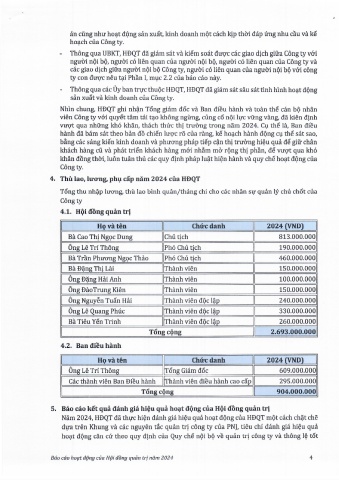 án cũng như hoạt động sản xuất, kinh doanh một cách kịp thời đáp ứng nhu cầu và kế
hoạch của Công ty.
- Thông qua UBKT, HĐQT đã giám sát và kiểm soát được các giao dịch giữa Công ty với
người nội bộ, người có liên quan của người nội bộ, người có liên quan của Công ty và
các giao dịch giữa người nội bộ Công ty, người có liên quan của người nội bộ với công
ty con được nêu tại Phần I, mục 2.2 của báo cáo này.
- Thông qua các Ủy ban trực thuộc HĐQT, HĐQT đã giám sát sâu sát tình hình hoạt động
sản xuất và kinh doanh của Công ty.
Nhìn chung, HĐQT ghi nhận Tổng giám đốc và Ban điều hành và toàn thể cán bộ nhân
viên Công ty với quyết tâm tái tạo không ngừng, cùng cố nội lực vững vàng, đã kiên định
vượt qua những khó khăn, thách thức thị trường trong năm 2024. Cụ thể là, Ban điều
hành đã bám sát theo bản đồ chiến lược rõ ràng, kế hoạch hành động cụ thể sát sao,
bằng các sáng kiến kinh doanh và phương pháp tiếp cận thị trường hiệu quả để giữ chân
khách hàng cũ và phát triển khách hàng mới nhằm mở rộng thị phần, để vượt qua khó
khăn đồng thời, luôn tuân thủ các quy định pháp luật hiện hành và quy chế hoạt động của
Công ty.
4. Thù lao, lương, phụ cấp năm 2024 của HĐQT
Tổng thu nhập lương, thù lao bình quân/tháng chi cho các nhân sự quản lý chủ chốt của
Công ty
4.1. Hội đồng quản trị
Họ và tên Chức danh 2024 (VND)
Bà Cao Thị Ngọc Dung Chủ tịch 813.000.000
Ông Lê Trí Thông Phó Chủ tịch 190.000.000
Bà Trần Phương Ngọc Thảo Phó Chủ tịch 460.000.000
Bà Đặng Thị Lài Thành viên 150.000.000
Ông Đặng Hải Anh Thành viên 100.000.000
Ông Đào Trung Kiên Thành viên 150.000.000
Ông Nguyễn Tuấn Hải Thành viên độc lập 240.000.000
Ông Lê Quang Phúc Thành viên độc lập 330.000.000
Bà Tiêu Yến Trinh Thành viên độc lập 260.000.000
Tổng cộng 2.693.000.000
4.2. Ban điều hành
Họ và tên Chức danh 2024 (VND)
Ông Lê Trí Thông Tổng Giám đốc 609.000.000
Các thành viên Ban Điều hành Thành viên điều hành cao cấp 295.000.000
Tổng cộng 904.000.000
5. Báo cáo kết quả đánh giá hiệu quả hoạt động của Hội đồng quản trị
Năm 2024, HĐQT đã thực hiện đánh giá hiệu quả hoạt động của HĐQT một cách chặt chẽ
dựa trên Khung và các nguyên tắc quản trị công ty của PNJ, tiêu chí đánh giá hiệu quả
hoạt động căn cứ theo quy định của Quy chế nội bộ về quản trị công ty và thông lệ tốt
Báo cáo hoạt động của Hội đồng quản trị năm 2024 4